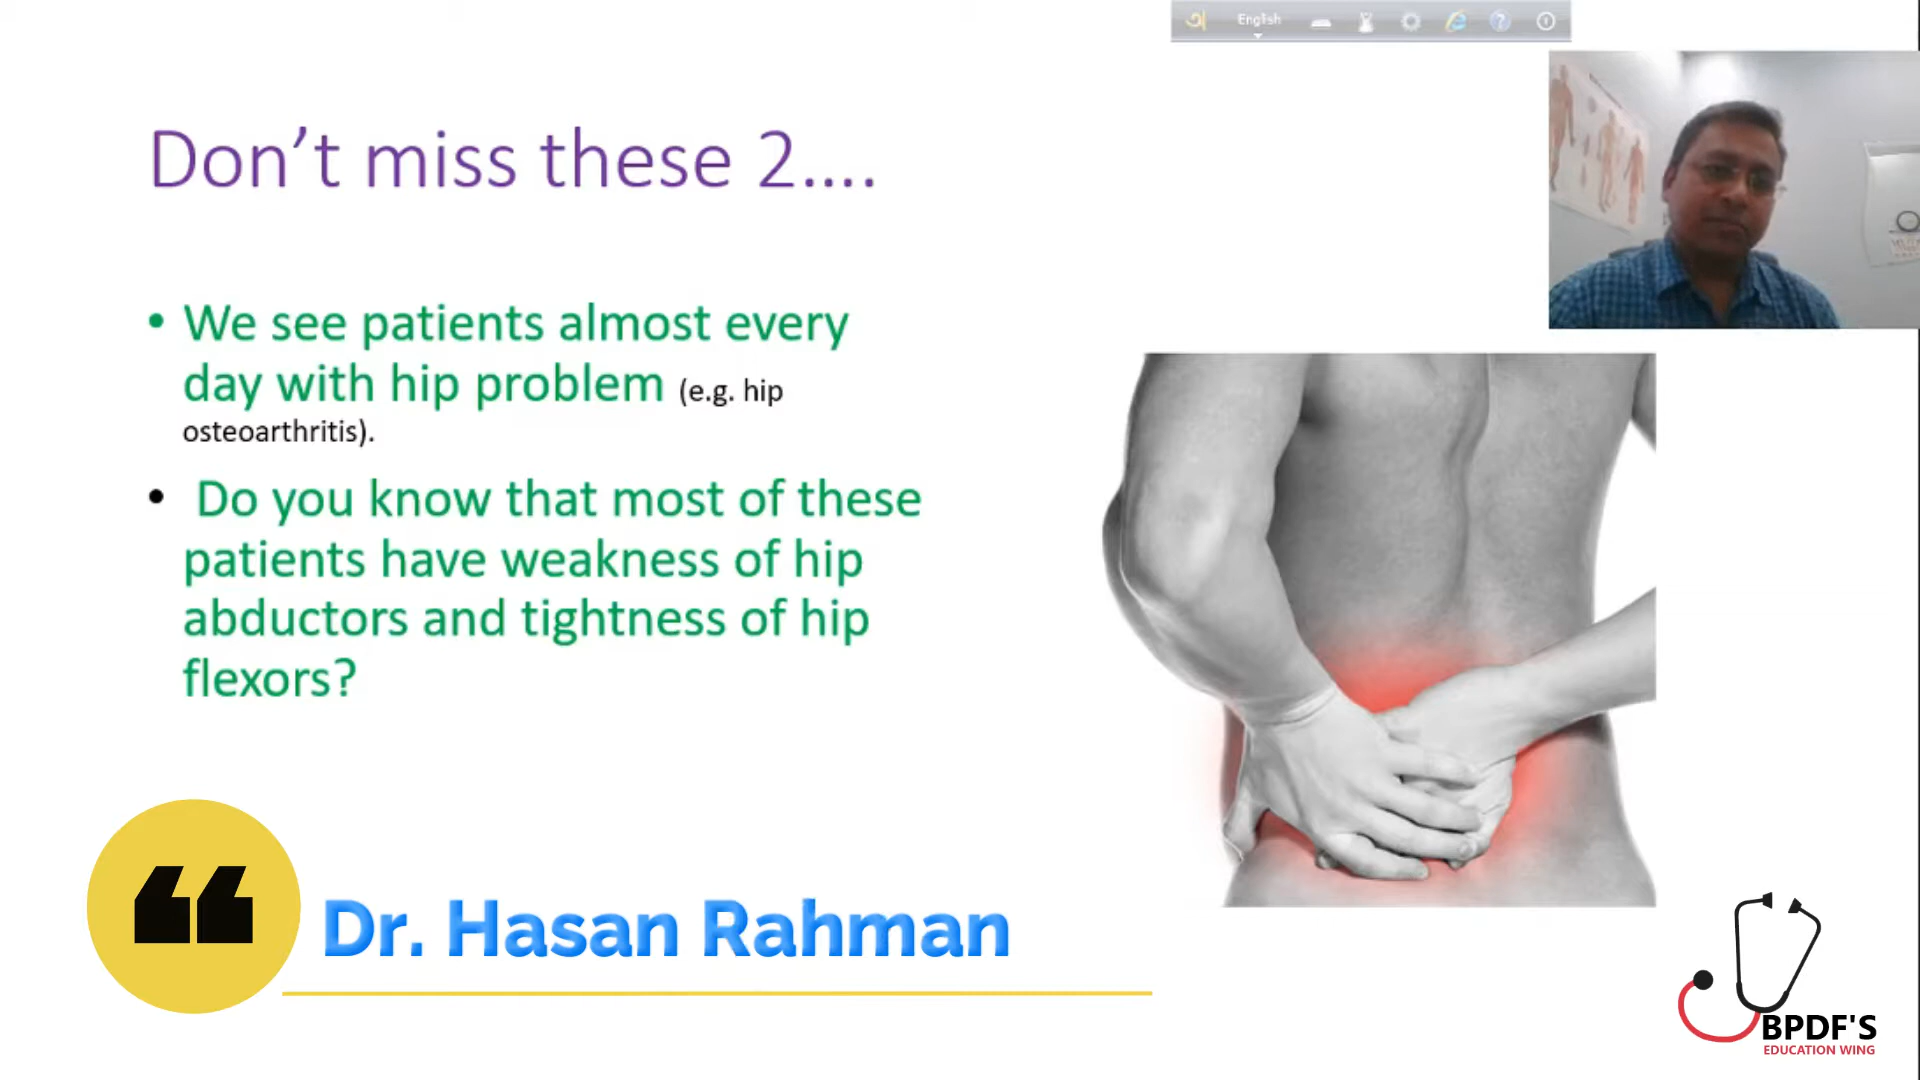 অ English
Don’t miss these 2....
• We see patients almost every
day with hip problem (e.g. hip
osteoarthritis).
• Do you know that most of these
patients have weakness of hip
abductors and tightness of hip
flexors?
Dr. Hasan Rahman
BPDF'S
EDUCATION WING